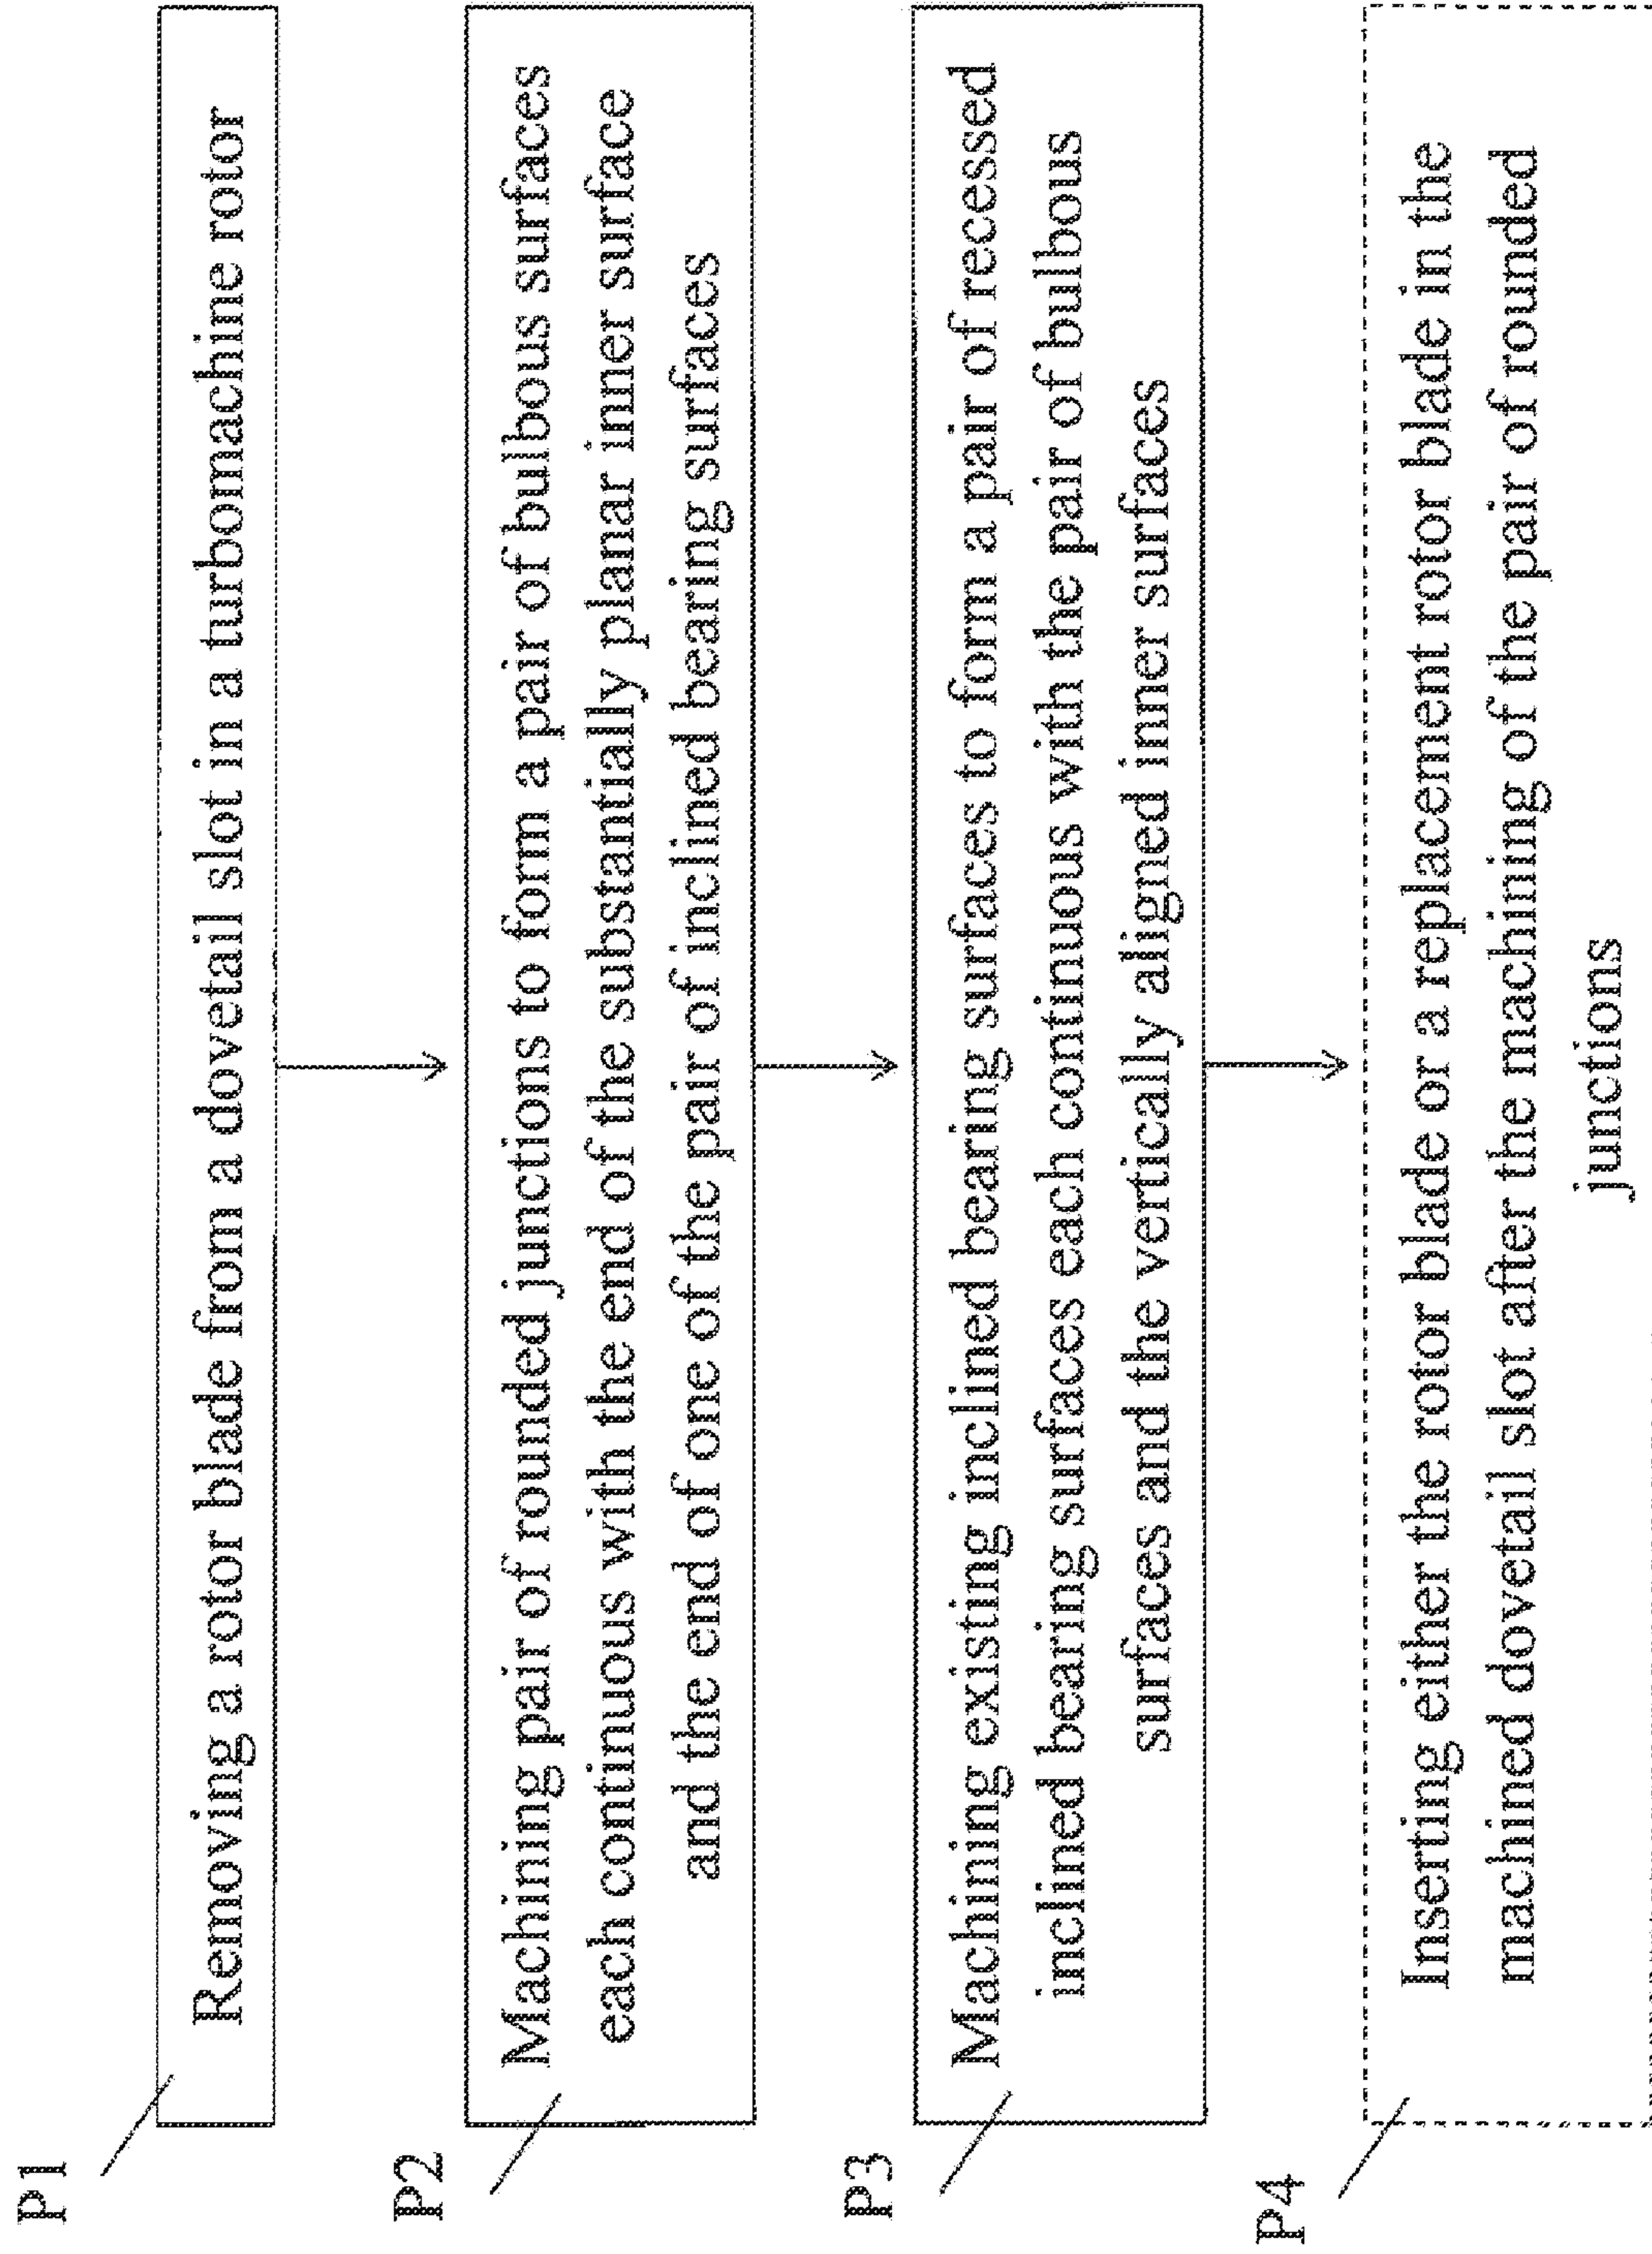 P1
Removing a rotor blade from a dovetail slot in a turbomachine rotor
P2
Machining pair of rounded junctions to form a pair of bulbous surfaces
each continuous with the end of the substantially planar inner surface
and the end of one of the pair of inclined bearing surfaces
P3
Machining existing inclined bearing surfaces to form a pair of recessed
inclined bearing surfaces each continuous with the pair of bulbous
surfaces and the vertically aligned inner surfaces
P4
Inserting either the rotor blade or a replacement rotor blade in the
machined dovetail slot after the machining of the pair of rounded
junctions